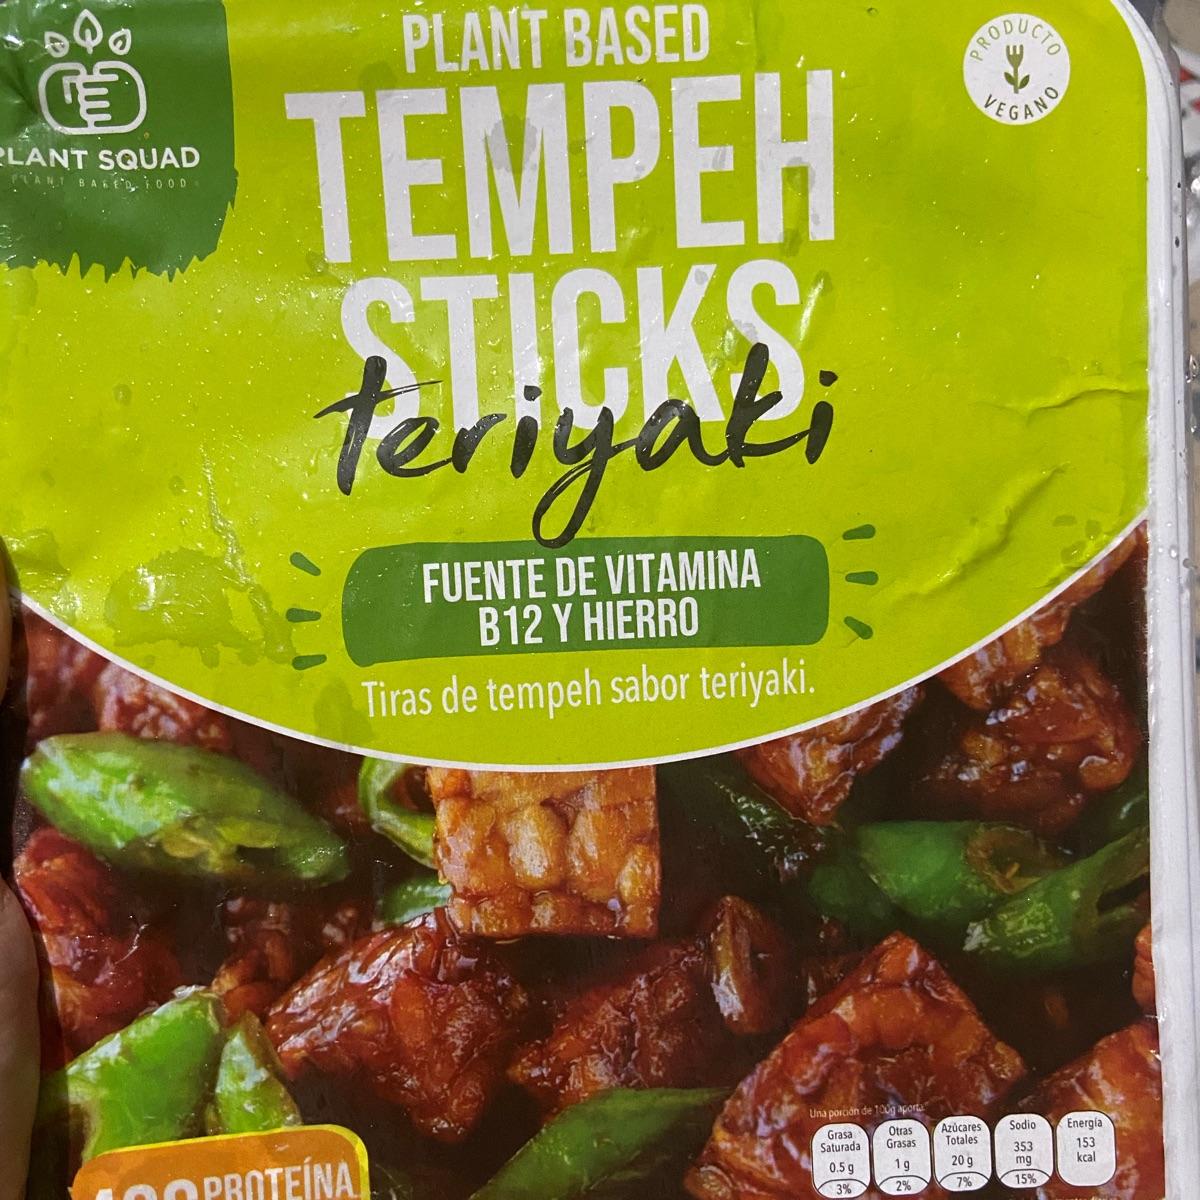 PLANT BASED
PRODUCTO
VEGANO
TEMPEH
PLANT SQUAD
PLANT BASED FOOD
STICKS
teriyaki
FUENTE DE VITAMINA
B12 Y HIERRO
Tiras de tempeh sabor teriyaki.
Una porción de 100g aporta:
Grasa
Saturada
0.5 g
3%
Otras
Grasas
1 g
2%
Azúcares
Totales
20 g
7%
Sodio
353
mg
15%
Energía
153
kcal
PROTEÍNA